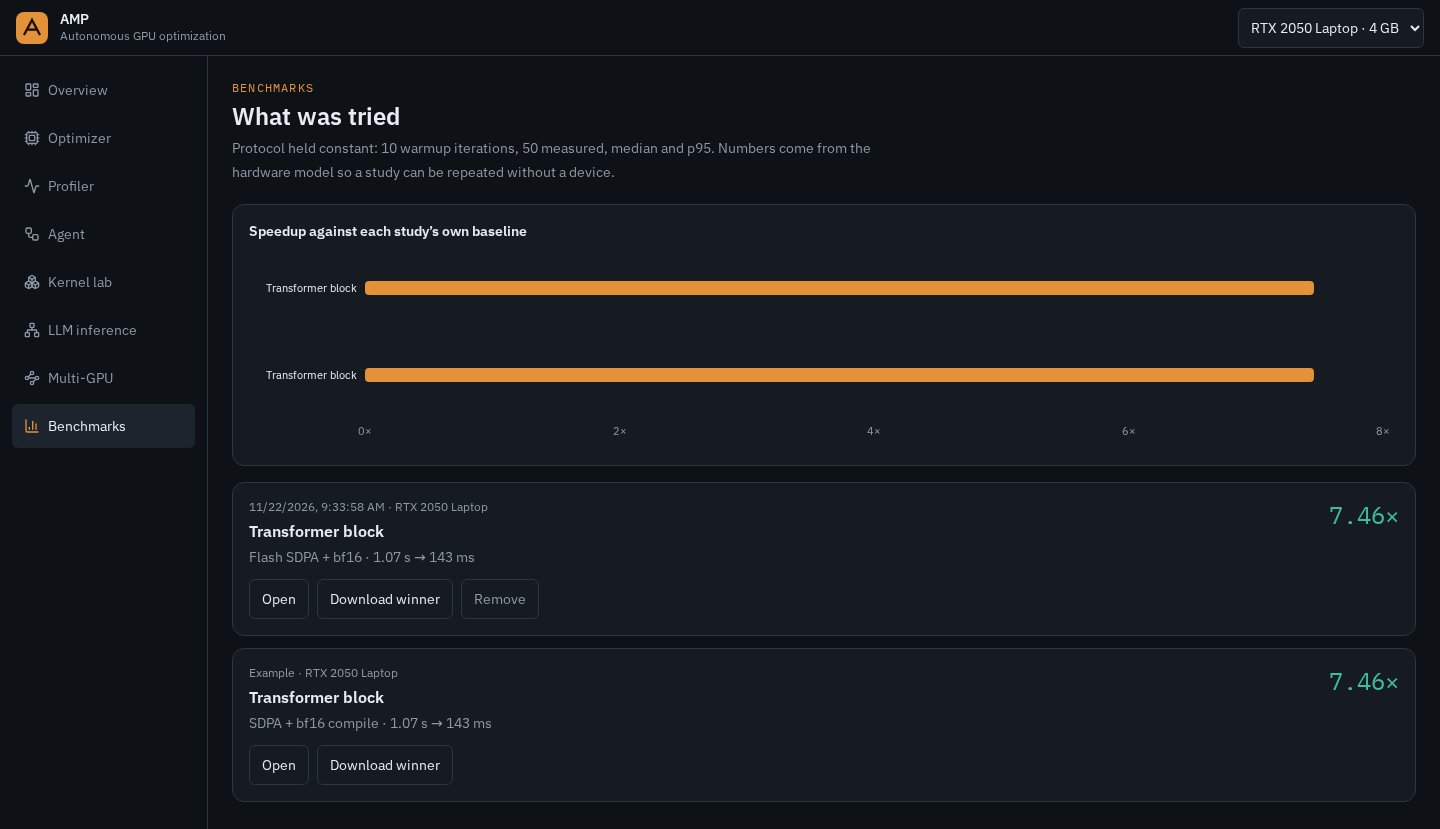 AMP
Autonomous GPU optimization
RTX 2050 Laptop · 4 GB
Overview
Optimizer
Profiler
Agent
Kernel lab
LLM inference
Multi-GPU
Benchmarks
BENCHMARKS
What was tried
Protocol held constant: 10 warmup iterations, 50 measured, median and p95. Numbers come from the
hardware model so a study can be repeated without a device.
Speedup against each study’s own baseline
Transformer block
Transformer block
0× 2× 4× 6× 8×
11/22/2026, 9:33:58 AM · RTX 2050 Laptop
7.46×
Transformer block
Flash SDPA + bf16 · 1.07 s → 143 ms
Open Download winner Remove
Example · RTX 2050 Laptop
7.46×
Transformer block
SDPA + bf16 compile · 1.07 s → 143 ms
Open Download winner